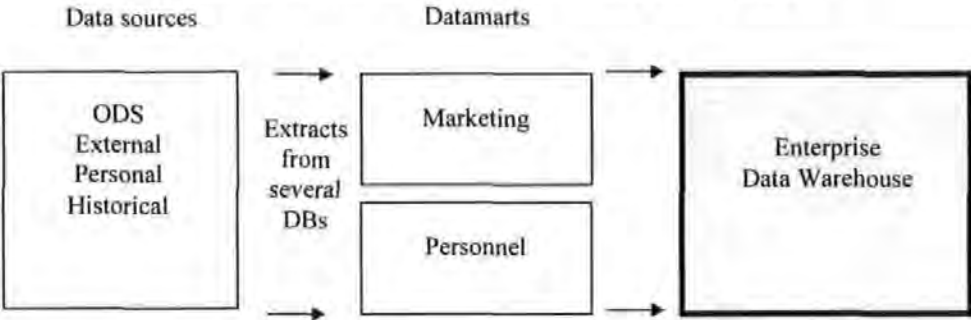 Data sources
Datamarts
ODS
External
Personal
Historical
Extracts
from
several
DBs
Marketing
Personnel
Enterprise
Data Warehouse